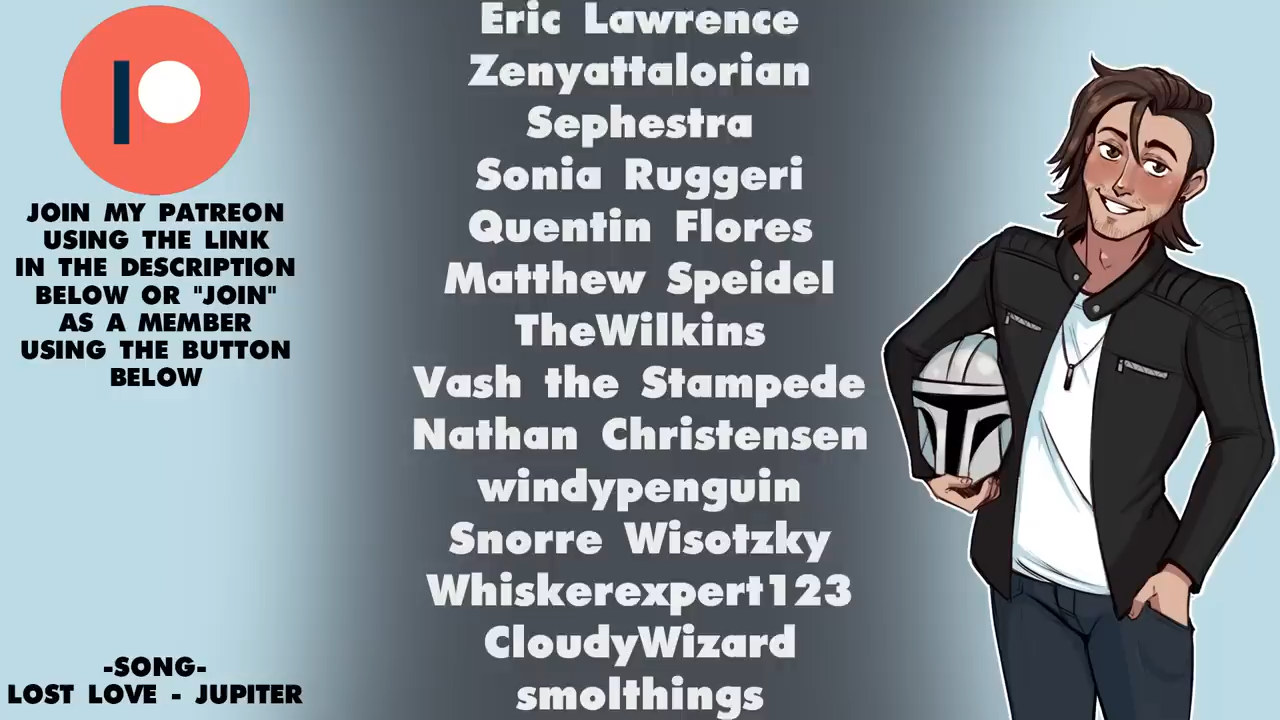 JOIN MY PATREON
USING THE LINK
IN THE DESCRIPTION
BELOW OR "JOIN"
AS A MEMBER
USING THE BUTTON
BELOW
-SONG-
LOST LOVE - JUPITER
Eric Lawrence
Zenyattalorian
Sephestra
Sonia Ruggeri
Quentin Flores
Matthew Speidel
TheWilkins
Vash the Stampede
Nathan Christensen
windypenguin
Snorre Wisotzky
Whiskerexpert123
CloudyWizard
smolthings